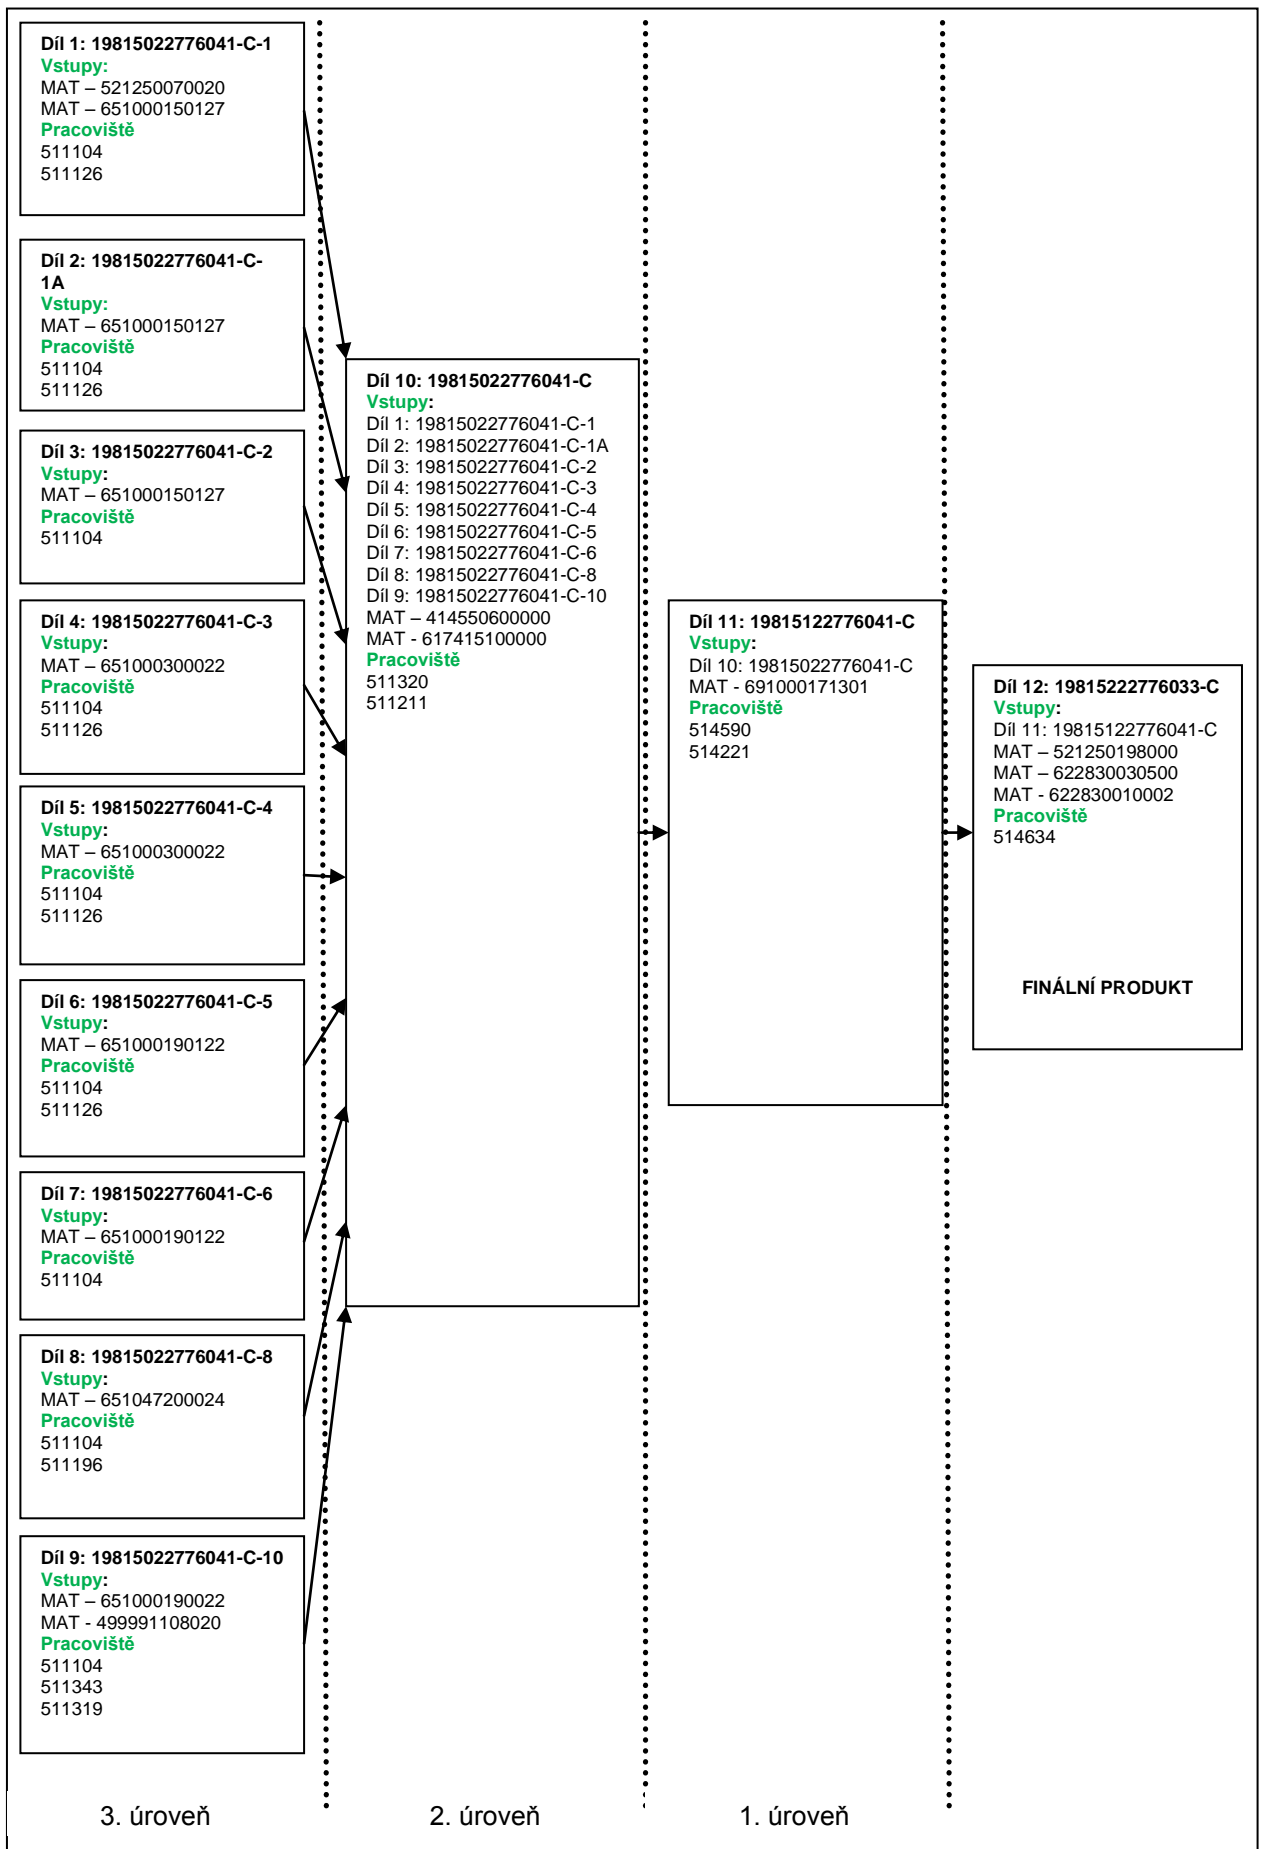 Díl 1: 19815022776041-C-1
Vstupy:
MAT – 521250070020
MAT – 651000150127
Pracoviště
511104
511126
Díl 2: 19815022776041-C-
1A
Vstupy:
MAT – 651000150127
Pracoviště
511104
511126
Díl 3: 19815022776041-C-2
Vstupy:
MAT – 651000150127
Pracoviště
511104
Díl 4: 19815022776041-C-3
Vstupy:
MAT – 651000300022
Pracoviště
511104
511126
Díl 5: 19815022776041-C-4
Vstupy:
MAT – 651000300022
Pracoviště
511104
511126
Díl 6: 19815022776041-C-5
Vstupy:
MAT – 651000190122
Pracoviště
511104
511126
Díl 7: 19815022776041-C-6
Vstupy:
MAT – 651000190122
Pracoviště
511104
Díl 8: 19815022776041-C-8
Vstupy:
MAT – 651047200024
Pracoviště
511104
511196
Díl 9: 19815022776041-C-10
Vstupy:
MAT – 651000190022
MAT - 499991108020
Pracoviště
511104
511343
511319
Díl 10: 19815022776041-C
Vstupy:
Díl 1: 19815022776041-C-1
Díl 2: 19815022776041-C-1A
Díl 3: 19815022776041-C-2
Díl 4: 19815022776041-C-3
Díl 5: 19815022776041-C-4
Díl 6: 19815022776041-C-5
Díl 7: 19815022776041-C-6
Díl 8: 19815022776041-C-8
Díl 9: 19815022776041-C-10
MAT – 414550600000
MAT - 617415100000
Pracoviště
511320
511211
Díl 11: 19815122776041-C
Vstupy:
Díl 10: 19815022776041-C
MAT - 691000171301
Pracoviště
514590
514221
Díl 12: 19815222776033-C
Vstupy:
Díl 11: 19815122776041-C
MAT – 521250198000
MAT – 622830030500
MAT - 622830010002
Pracoviště
514634
FINÁLNÍ PRODUKT
3. úroveň
2. úroveň
1. úroveň